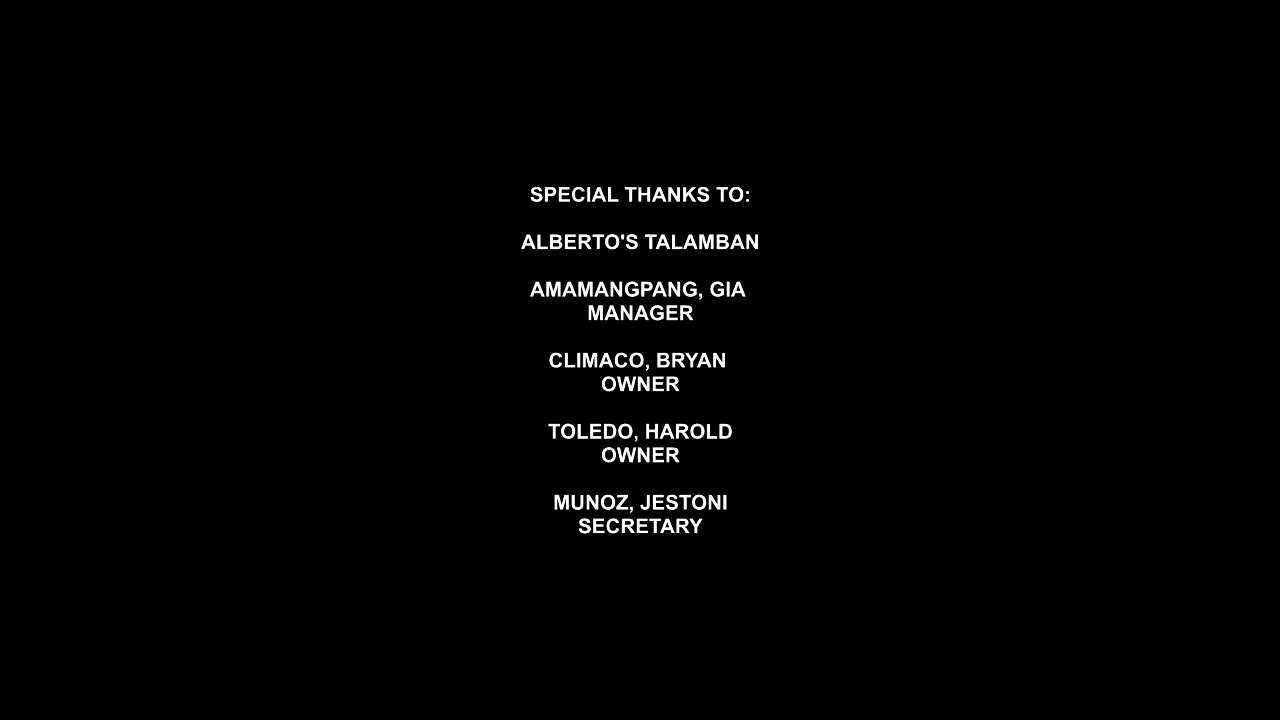 SPECIAL THANKS TO:
ALBERTO'S TALAMBAN
AMAMANGPANG, GIA
MANAGER
CLIMACO, BRYAN
OWNER
TOLEDO, HAROLD
OWNER
MUNOZ, JESTONI
SECRETARY